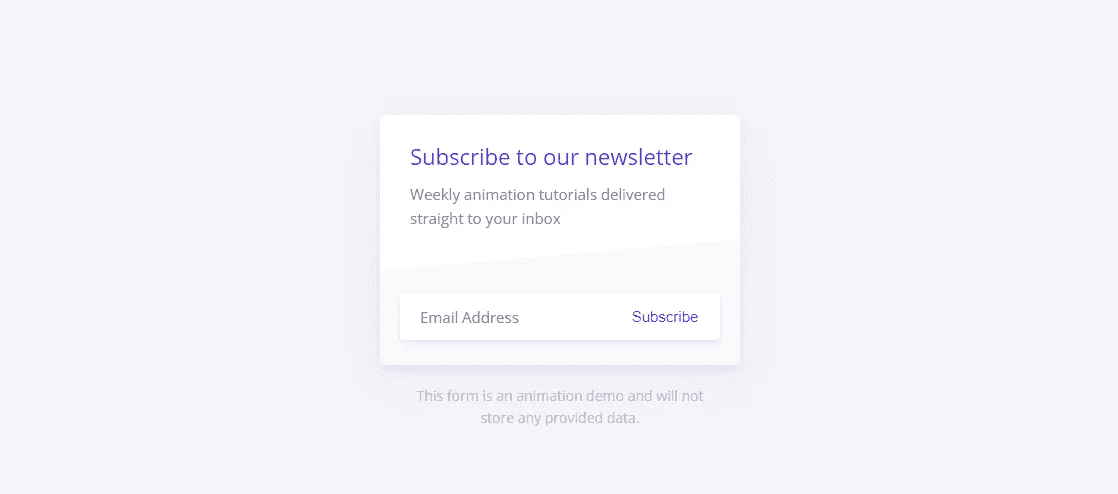 Subscribe to our newsletter
Weekly animation tutorials delivered
straight to your inbox
Email Address Subscribe
This form is an animation demo and will not
store any provided data.